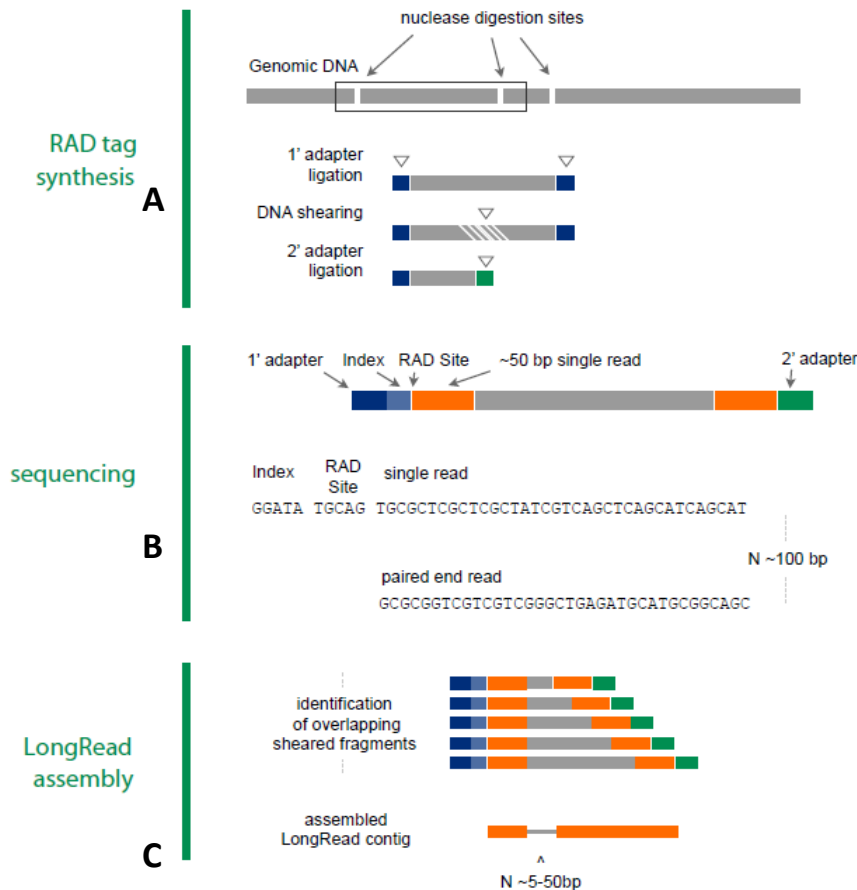 nuclease digestion sites
Genomic DNA
RAD tag
synthesis
A
1' adapter
ligation
DNA shearing
2' adapter
ligation
1' adapter
Index
RAD Site
~50 bp single read
2' adapter
sequencing
B
Index
RAD
Site
single read
GGATA TGCAG TGCGCTCGCTCGCTATCGTCAGCTCAGCATCAGCAT
N ~100 bp
paired end read
GCGCGGTCGTCGTCGGGCTGAGATGCATGCGGCAGC
LongRead
assembly
C
identification
of overlapping
sheared fragments
assembled
LongRead contig
^
N ~5-50bp